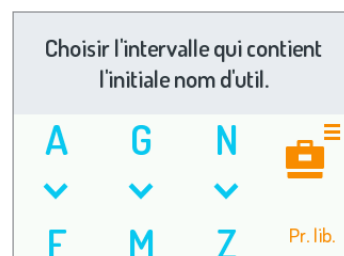 Choisir l'intervalle qui contient
l'initiale nom d'util.
A G N
F M Z
Pr. lib.